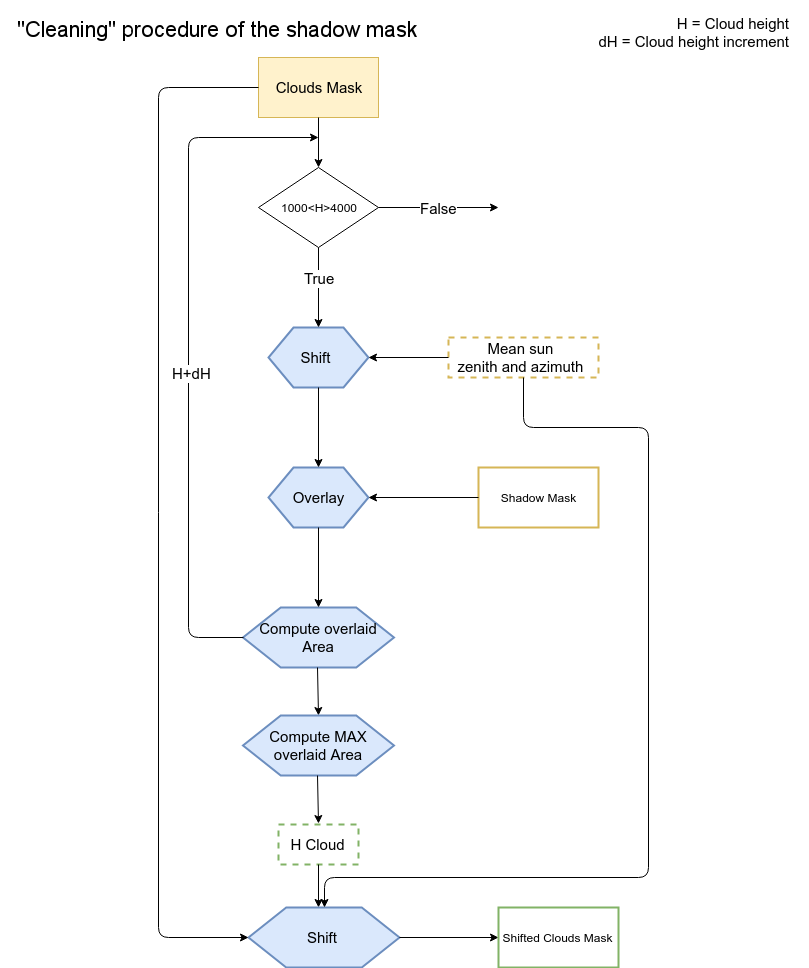 "Cleaning" procedure of the shadow mask
H = Cloud height
dH = Cloud height increment
Clouds Mask
1000<H>4000
False
True
Shift
Mean sun
zenith and azimuth
H+dH
Overlay
Shadow Mask
Compute overlaid
Area
Compute MAX
overlaid Area
H Cloud
Shift
Shifted Clouds Mask